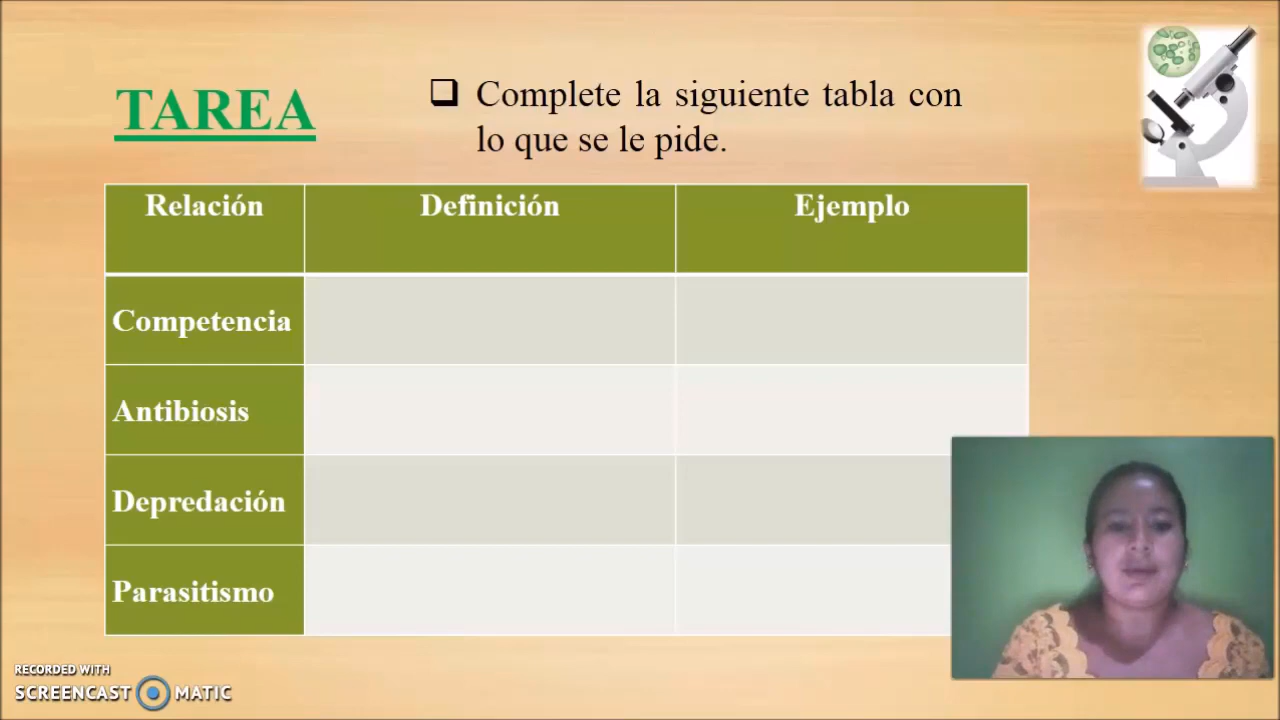 TAREA
Complete la siguiente tabla con
lo que se le pide.
Relación Definición Ejemplo
Competencia
Antibiosis
Depredación
Parasitismo
RECORDED WITH
SCREENCAST MATIC